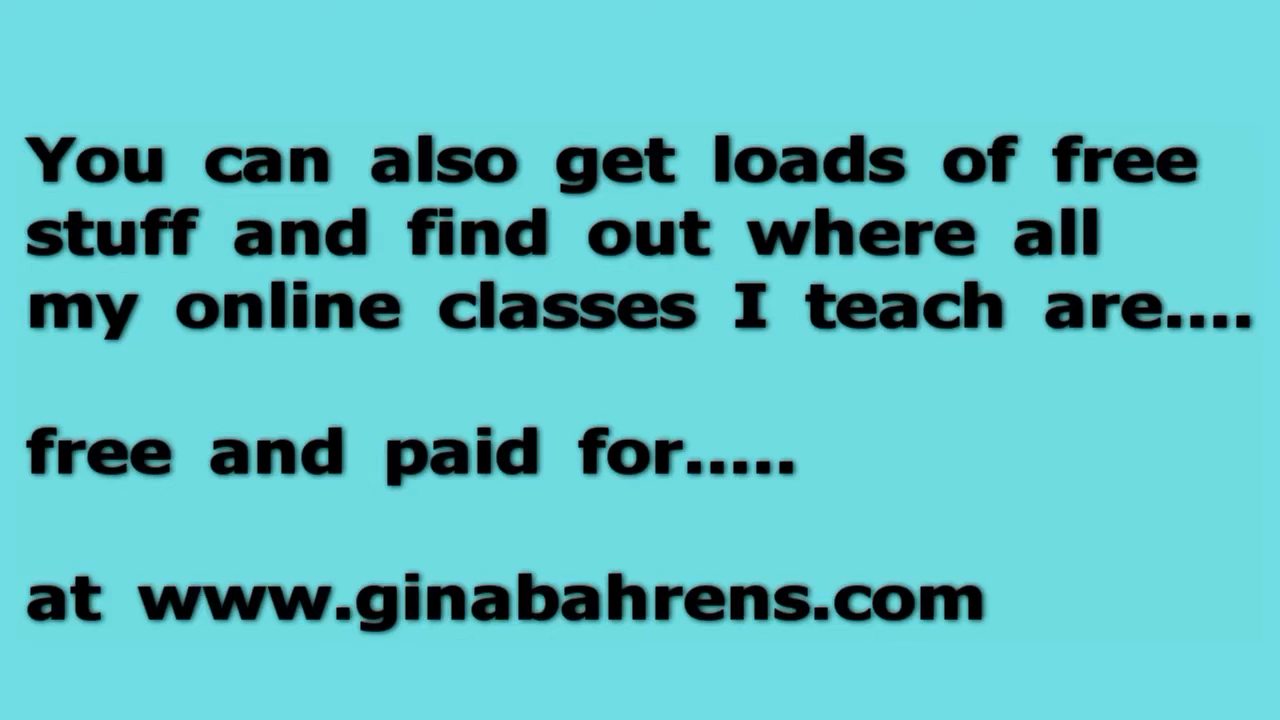 You can also get loads of free
stuff and find out where all
my online classes I teach are....
free and paid for.....
at www.ginabahrens.com